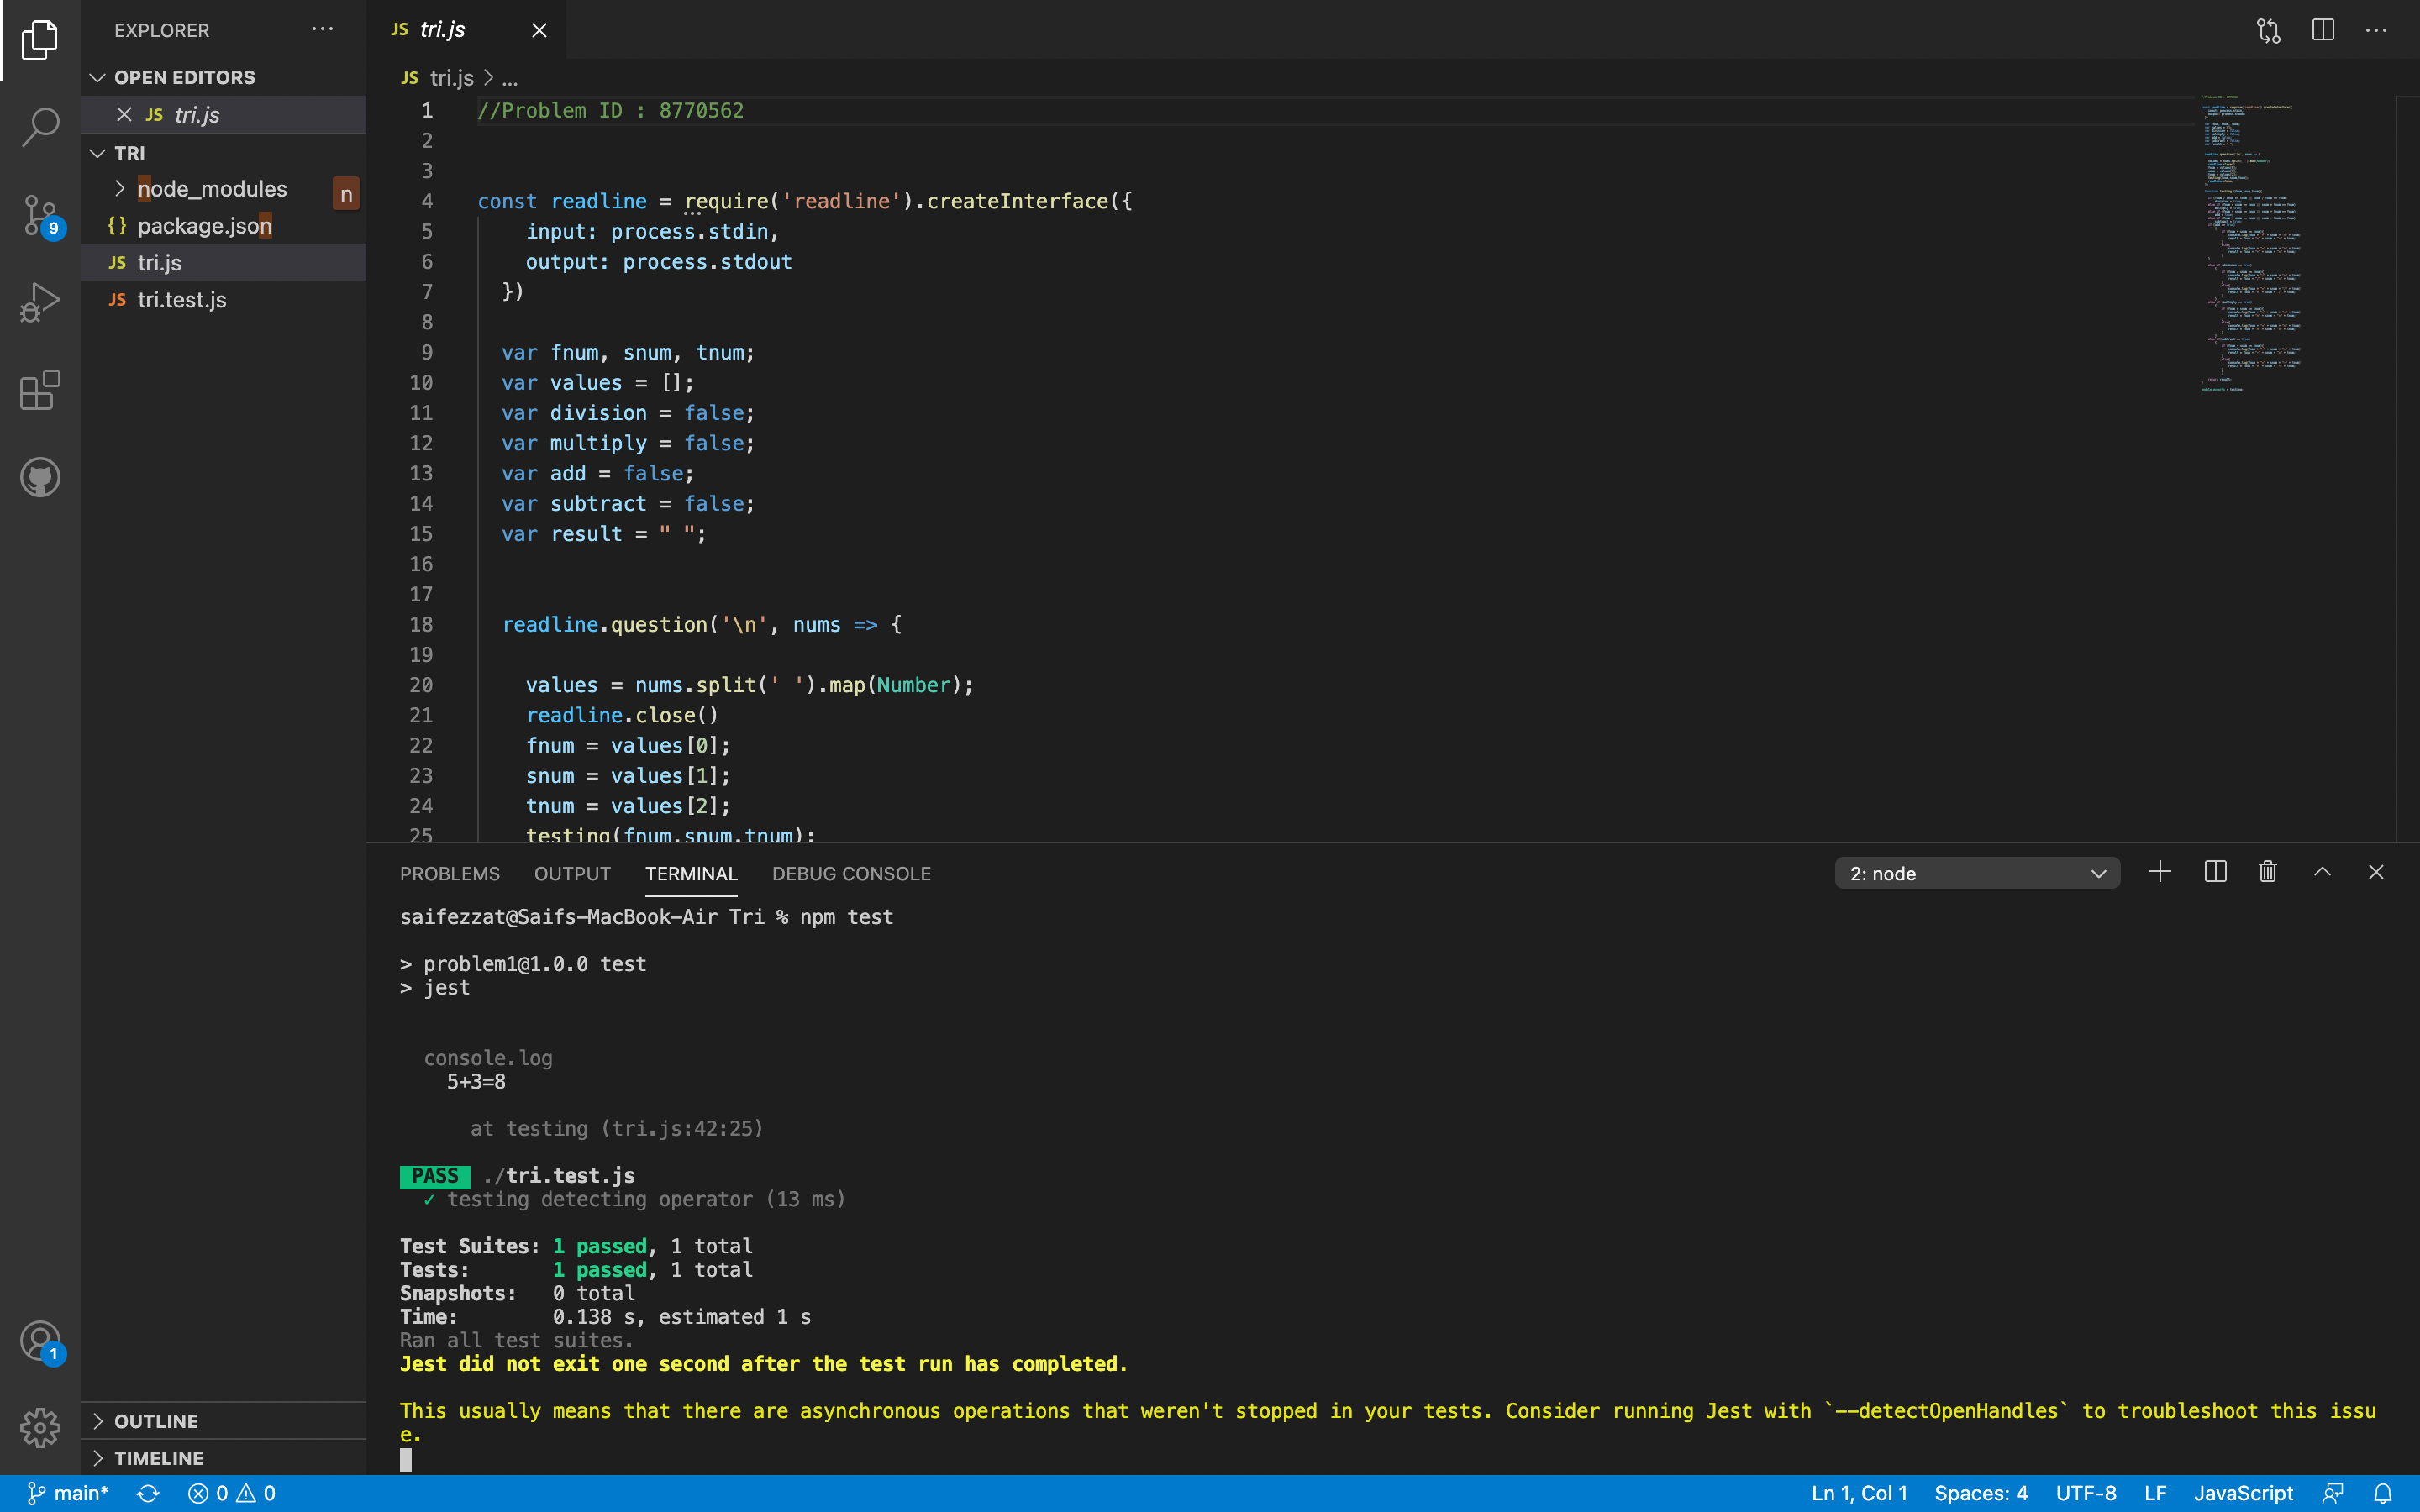 EXPLORER
OPEN EDITORS
JS tri.js
TRI
node_modules
n
{} package.json
JS tri.js
JS tri.test.js
OUTLINE
TIMELINE
9
1
JS tri.js
JS tri.js > ...
1 //Problem ID : 8770562
2
3
4 const readline = require('readline').createInterface({
5 input: process.stdin,
6 output: process.stdout
7 })
8
9 var fnum, snum, tnum;
10 var values = [];
11 var division = false;
12 var multiply = false;
13 var add = false;
14 var subtract = false;
15 var result = " ";
16
17
18 readline.question('\n', nums => {
19
20 values = nums.split(' ').map(Number);
21 readline.close()
22 fnum = values[0];
23 snum = values[1];
24 tnum = values[2];
25 testing(fnum,snum,tnum);
PROBLEMS OUTPUT TERMINAL DEBUG CONSOLE
2: node
saifezzat@Saifs-MacBook-Air Tri % npm test
> problem1@1.0.0 test
> jest
console.log
5+3=8
at testing (tri.js:42:25)
PASS ./tri.test.js
✓ testing detecting operator (13 ms)
Test Suites: 1 passed, 1 total
Tests: 1 passed, 1 total
Snapshots: 0 total
Time: 0.138 s, estimated 1 s
Ran all test suites.
Jest did not exit one second after the test run has completed.
This usually means that there are asynchronous operations that weren't stopped in your tests. Consider running Jest with `--detectOpenHandles` to troubleshoot this issu
e.
main* 0 0 Ln 1, Col 1 Spaces: 4 UTF-8 LF JavaScript